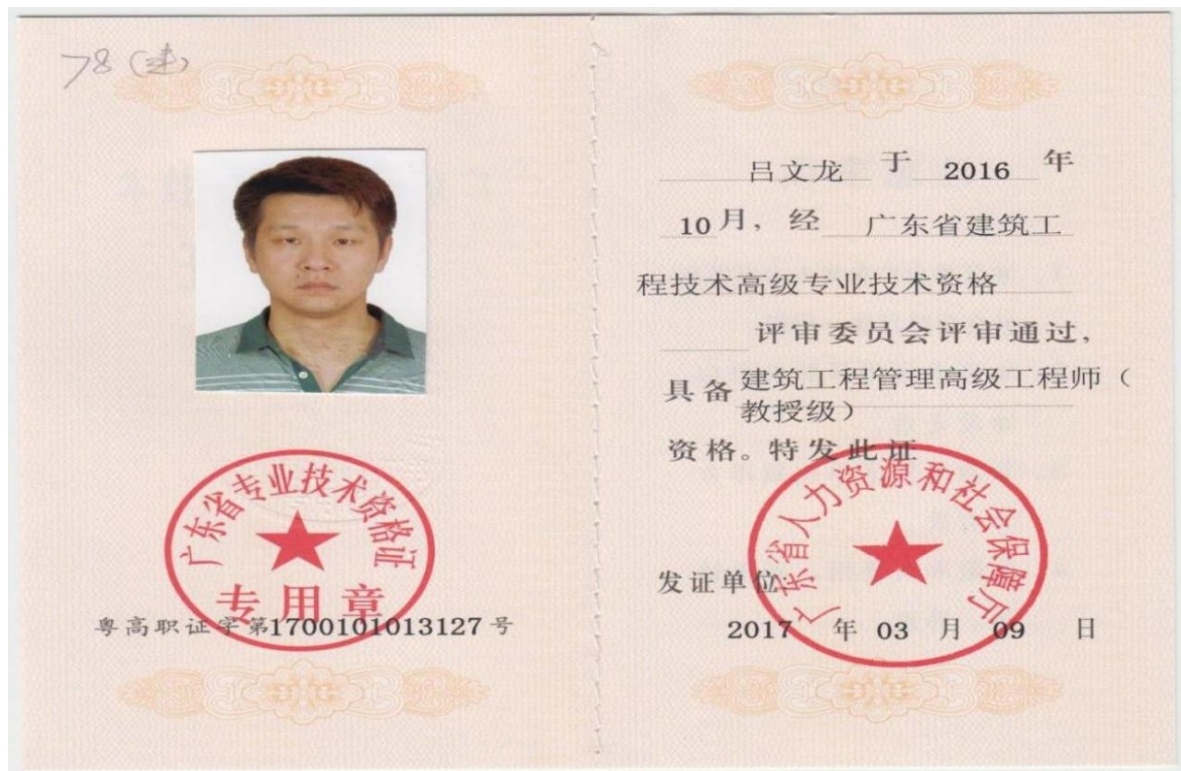 78(建)
广东省专业技术资格证
专用章
粤高职证字第1700101013127号
吕文龙 于 2016 年
10月，经 广东省建筑工
程技术高级专业技术资格
评审委员会评审通过，
具备 建筑工程管理高级工程师（
教授级）
资格。特发此证
广东省人力资源和社会保障厅
发证单位
2017 年 03 月 09 日